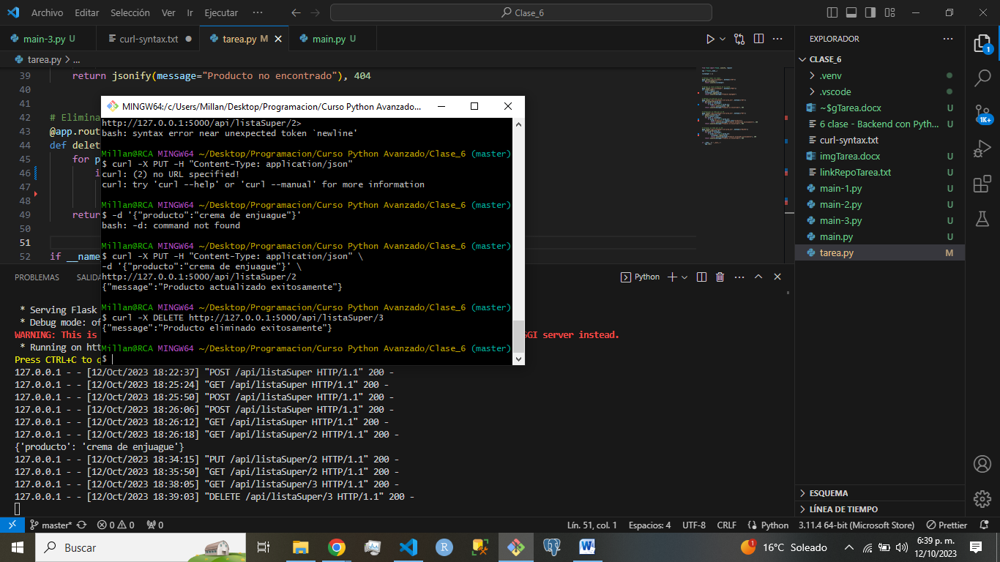 Archivo Editar Selección Ver Ir Ejecutar ···
Clase_6
main-3.py U
curl-syntax.txt
tarea.py M
main.py U
tarea.py > ...
39 return jsonify(message="Producto no encontrado"), 404
40
41
42 # Elimina
43 @app.rout
44 def delet
45 for p
46 i
47
48
49 retur
50
51
52 if __name
MINGW64:/c/Users/Millan/Desktop/Programacion/Curso Python Avanzado...
http://127.0.0.1:5000/api/listaSuper/2>
bash: syntax error near unexpected token `newline'
Millan@RCA MINGW64 ~/Desktop/Programacion/Curso Python Avanzado/Clase_6 (master)
$ curl -X PUT -H "Content-Type: application/json"
curl: (2) no URL specified!
curl: try 'curl --help' or 'curl --manual' for more information
Millan@RCA MINGW64 ~/Desktop/Programacion/Curso Python Avanzado/Clase_6 (master)
$ -d '{"producto":"crema de enjuague"}'
bash: -d: command not found
Millan@RCA MINGW64 ~/Desktop/Programacion/Curso Python Avanzado/Clase_6 (master)
$ curl -X PUT -H "Content-Type: application/json" \
-d '{"producto":"crema de enjuague"}' \
http://127.0.0.1:5000/api/listaSuper/2
{"message":"Producto actualizado exitosamente"}
Millan@RCA MINGW64 ~/Desktop/Programacion/Curso Python Avanzado/Clase_6 (master)
$ curl -X DELETE http://127.0.0.1:5000/api/listaSuper/3
{"message":"Producto eliminado exitosamente"}
Millan@RCA MINGW64 ~/Desktop/Programacion/Curso Python Avanzado/Clase_6 (master)
$
PROBLEMAS SALIDA
Python
* Serving Flask
* Debug mode: of
WARNING: This is SGI server instead.
* Running on htt
Press CTRL+C to q
127.0.0.1 - - [12/Oct/2023 18:22:37] "POST /api/listaSuper HTTP/1.1" 200 -
127.0.0.1 - - [12/Oct/2023 18:25:24] "GET /api/listaSuper HTTP/1.1" 200 -
127.0.0.1 - - [12/Oct/2023 18:25:50] "POST /api/listaSuper HTTP/1.1" 200 -
127.0.0.1 - - [12/Oct/2023 18:26:06] "POST /api/listaSuper HTTP/1.1" 200 -
127.0.0.1 - - [12/Oct/2023 18:26:12] "GET /api/listaSuper HTTP/1.1" 200 -
127.0.0.1 - - [12/Oct/2023 18:26:18] "GET /api/listaSuper/2 HTTP/1.1" 200 -
{'producto': 'crema de enjuague'}
127.0.0.1 - - [12/Oct/2023 18:34:15] "PUT /api/listaSuper/2 HTTP/1.1" 200 -
127.0.0.1 - - [12/Oct/2023 18:35:50] "GET /api/listaSuper/2 HTTP/1.1" 200 -
127.0.0.1 - - [12/Oct/2023 18:38:05] "GET /api/listaSuper/3 HTTP/1.1" 200 -
127.0.0.1 - - [12/Oct/2023 18:39:03] "DELETE /api/listaSuper/3 HTTP/1.1" 200 -
EXPLORADOR ···
CLASE_6
.venv
.vscode
~$gTarea.docx U
6 clase - Backend con Pyth... U
curl-syntax.txt U
imgTarea.docx U
linkRepoTarea.txt U
main-1.py U
main-2.py U
main-3.py U
main.py U
tarea.py M
ESQUEMA
LÍNEA DE TIEMPO
1
1K+
master* 0 0 0
Lín. 51, col. 1 Espacios: 4 UTF-8 CRLF Python 3.11.4 64-bit (Microsoft Store) Prettier
Buscar
1 16°C Soleado
6:39 p. m.
12/10/2023